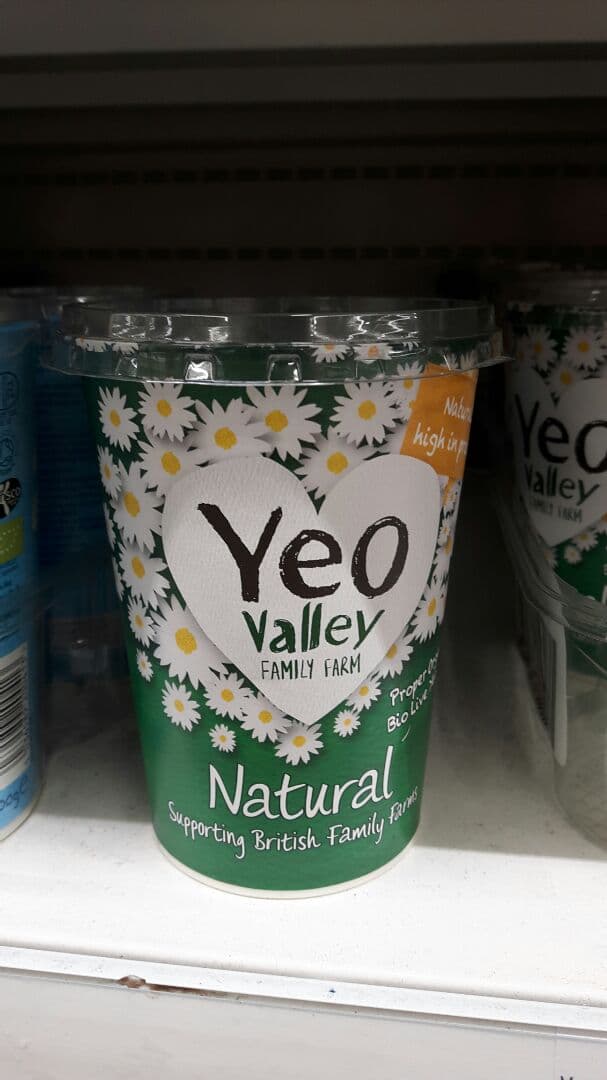 high in
Yeo
Valley
FAMILY FARM
Proper
Bio Live
Natural
Supporting British Family Farms
Yeo
Valley
FAMILY FARM